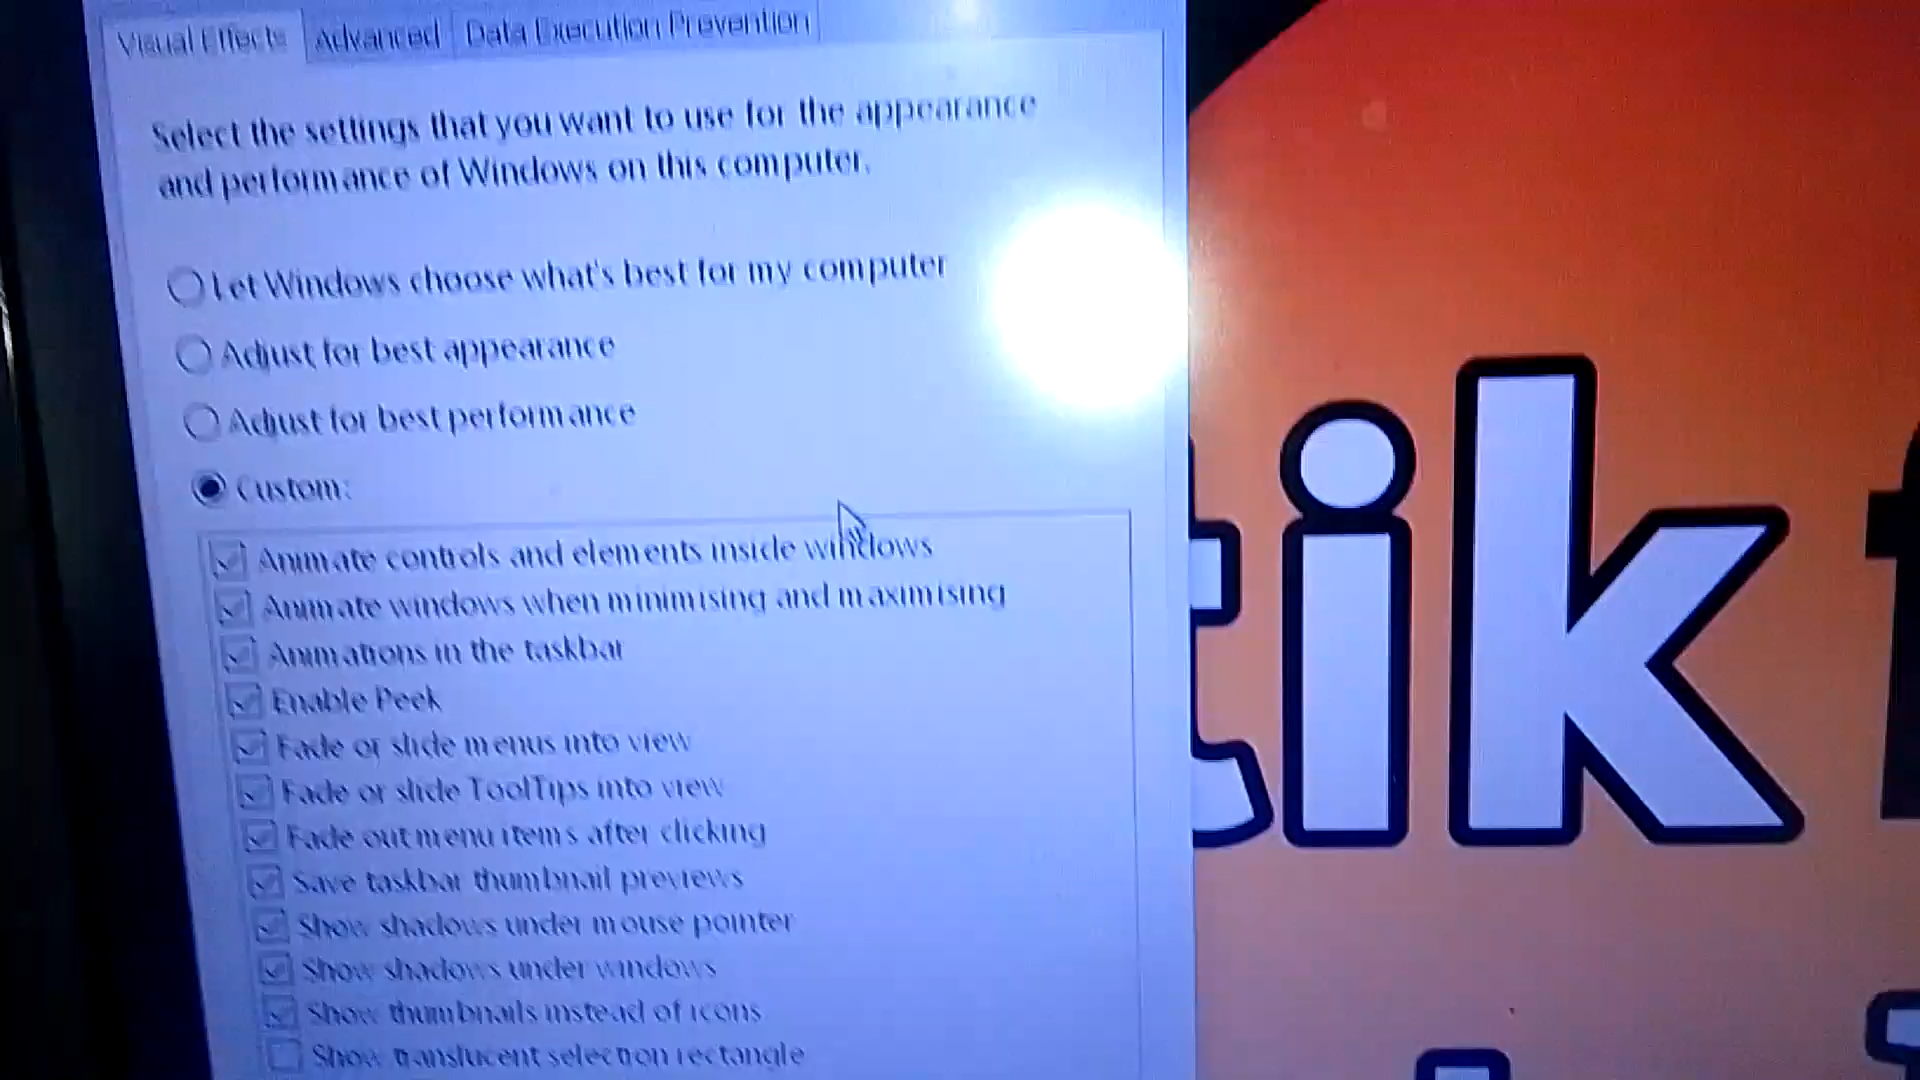 Visual Effects Advanced Data Execution Prevention
Select the settings that you want to use for the appearance
and performance of Windows on this computer.
Let Windows choose what's best for my computer
Adjust for best appearance
Adjust for best performance
Custom:
Animate controls and elements inside windows
Animate windows when minimising and maximising
Animations in the taskbar
Enable Peek
Fade or slide menus into view
Fade or slide ToolTips into view
Fade out menu items after clicking
Save taskbar thumbnail previews
Show shadows under mouse pointer
Show shadows under windows
Show thumbnails instead of icons
Show translucent selection rectangle
tik